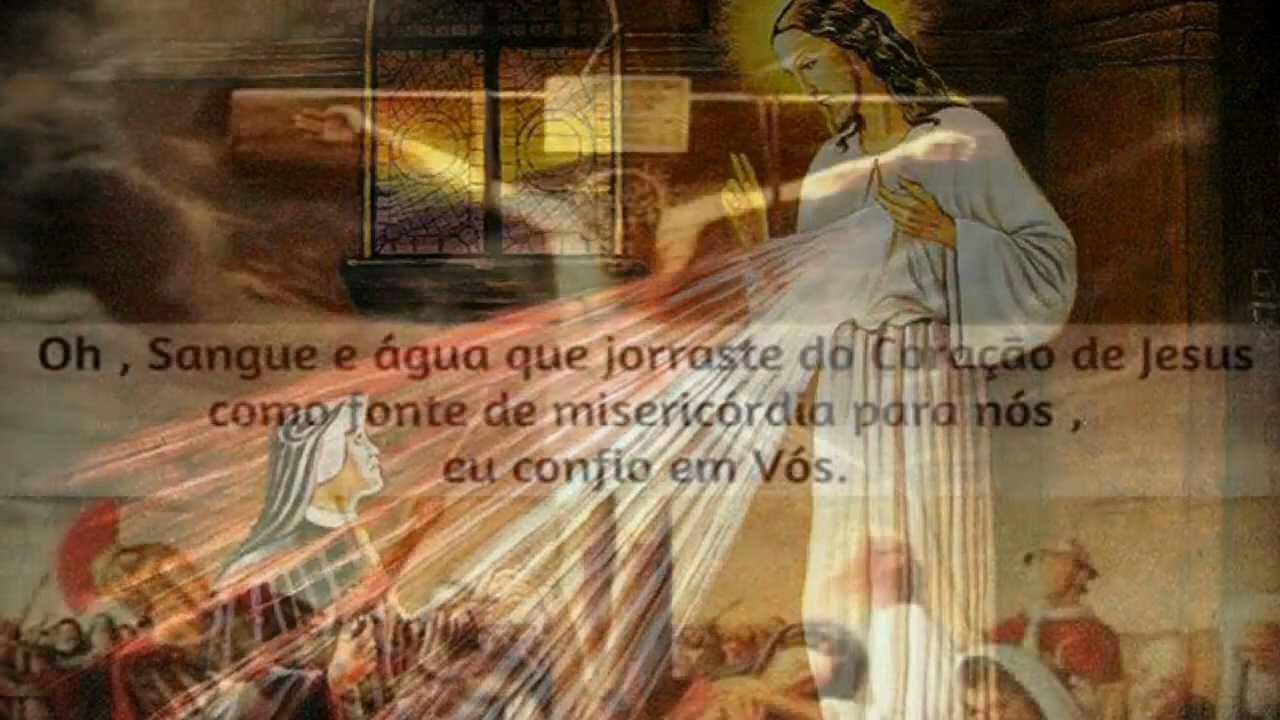 Oh , Sangue e água que jorraste do Coração de Jesus
como fonte de misericórdia para nós ,
eu confio em Vós.